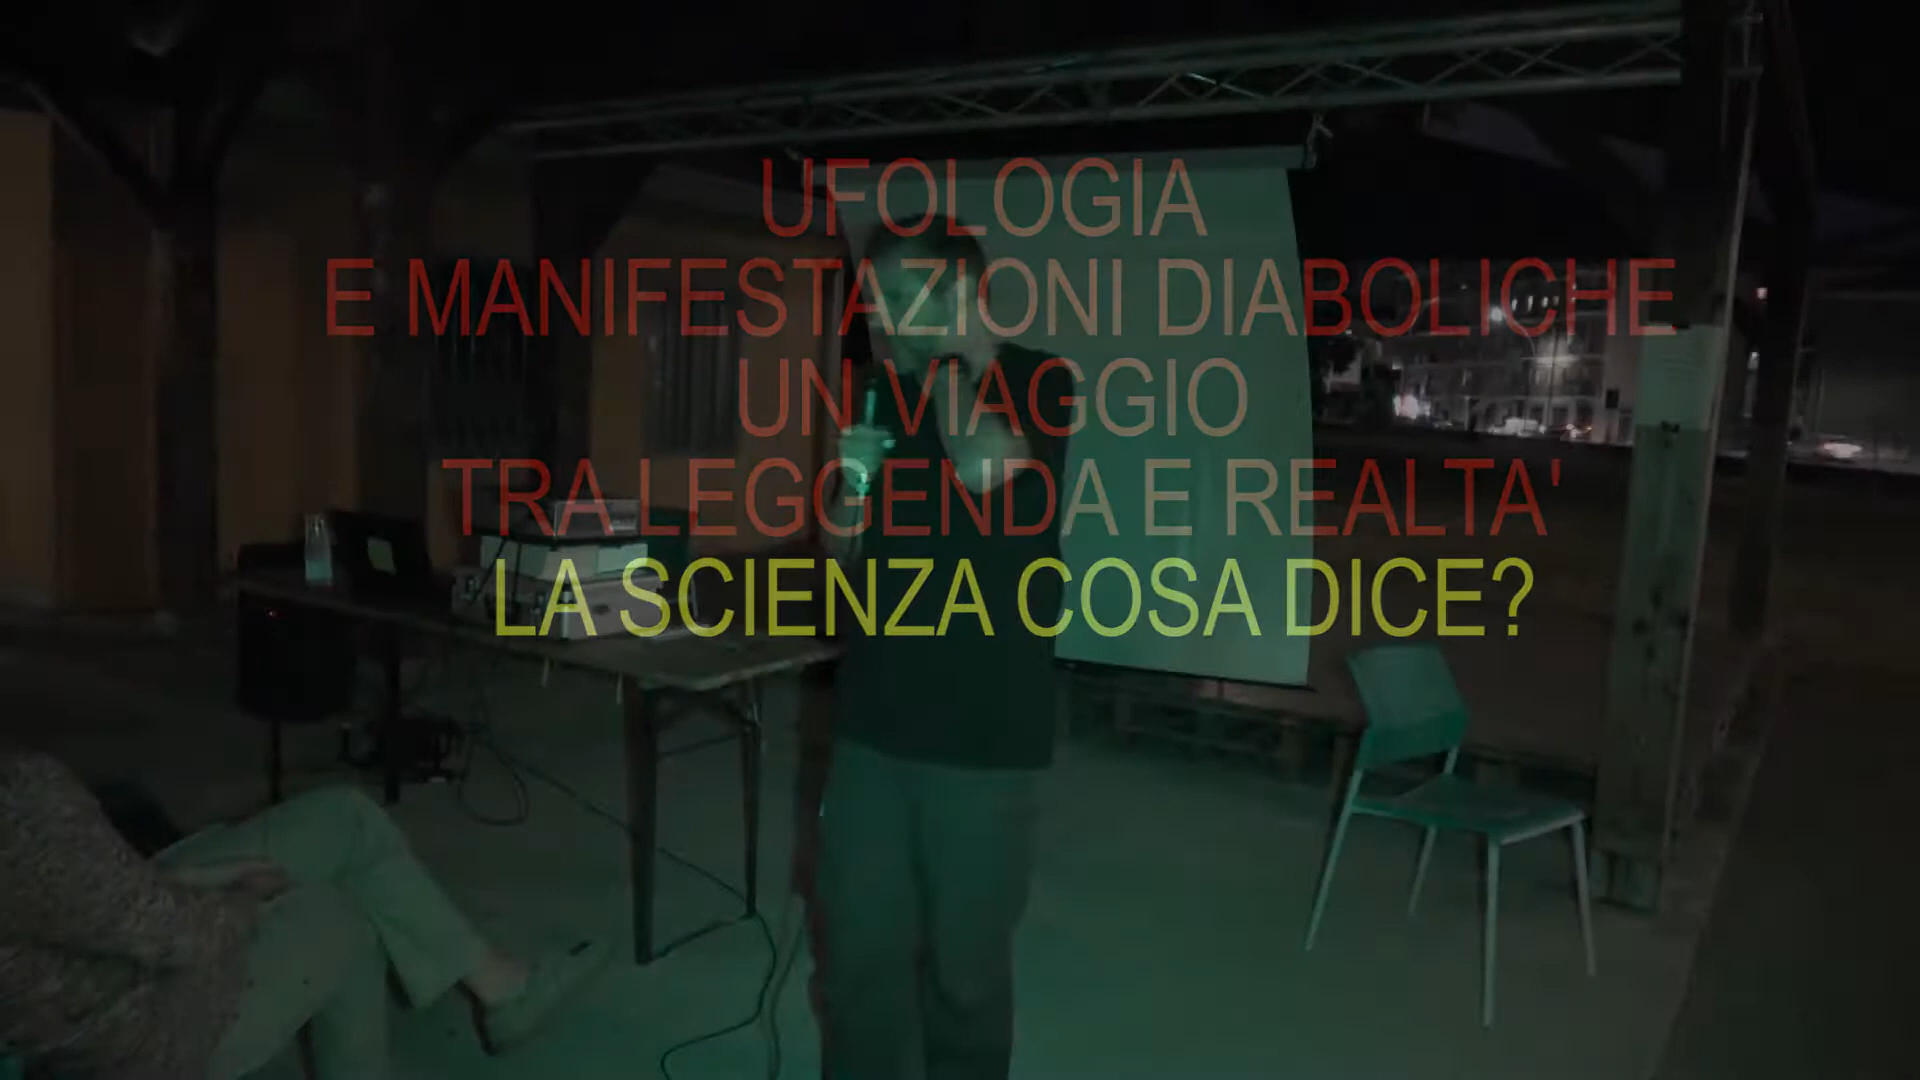 UFOLOGIA
E MANIFESTAZIONI DIABOLICHE
UN VIAGGIO
TRA LEGGENDA E REALTA'
LA SCIENZA COSA DICE?